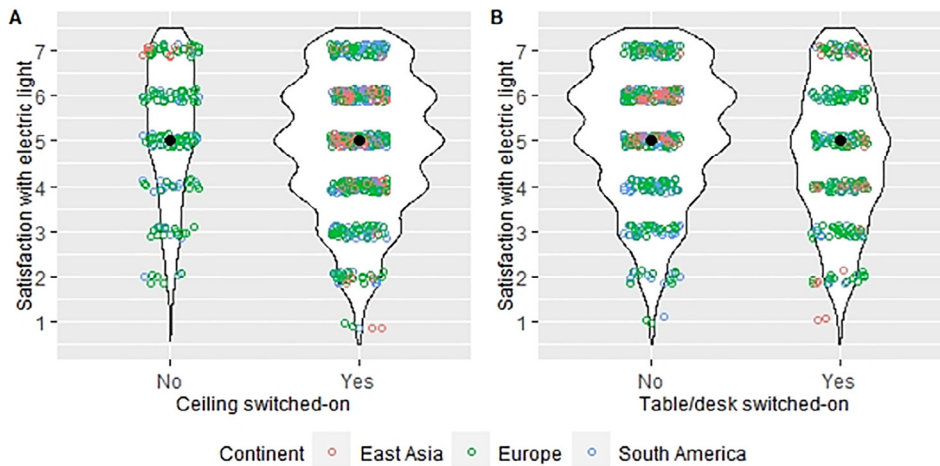 A
B
Satisfaction with electric light
7
6
5
4
3
2
1
No Yes
Ceiling switched-on
Satisfaction with electric light
7
6
5
4
3
2
1
No Yes
Table/desk switched-on
Continent East Asia Europe South America